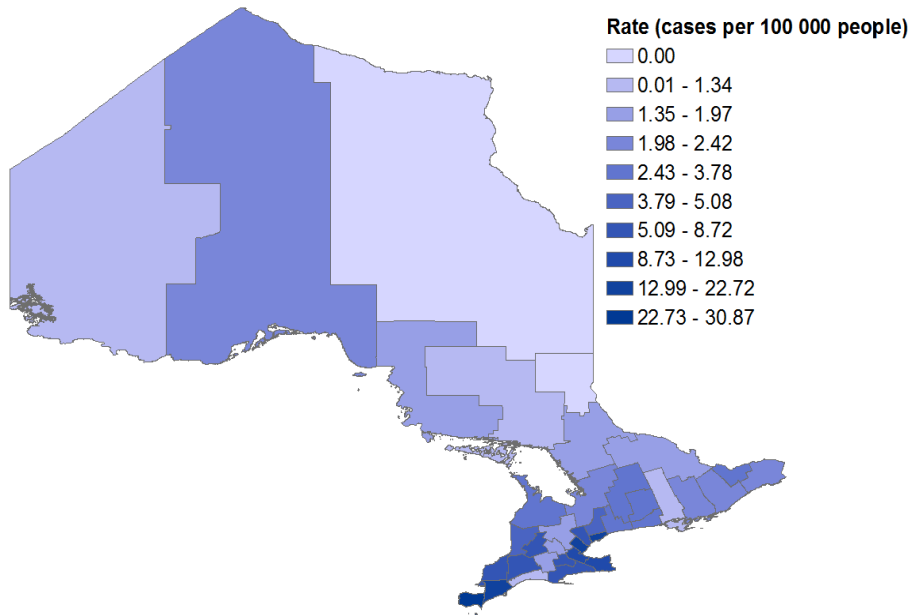 Rate (cases per 100 000 people)
0.00
0.01 - 1.34
1.35 - 1.97
1.98 - 2.42
2.43 - 3.78
3.79 - 5.08
5.09 - 8.72
8.73 - 12.98
12.99 - 22.72
22.73 - 30.87